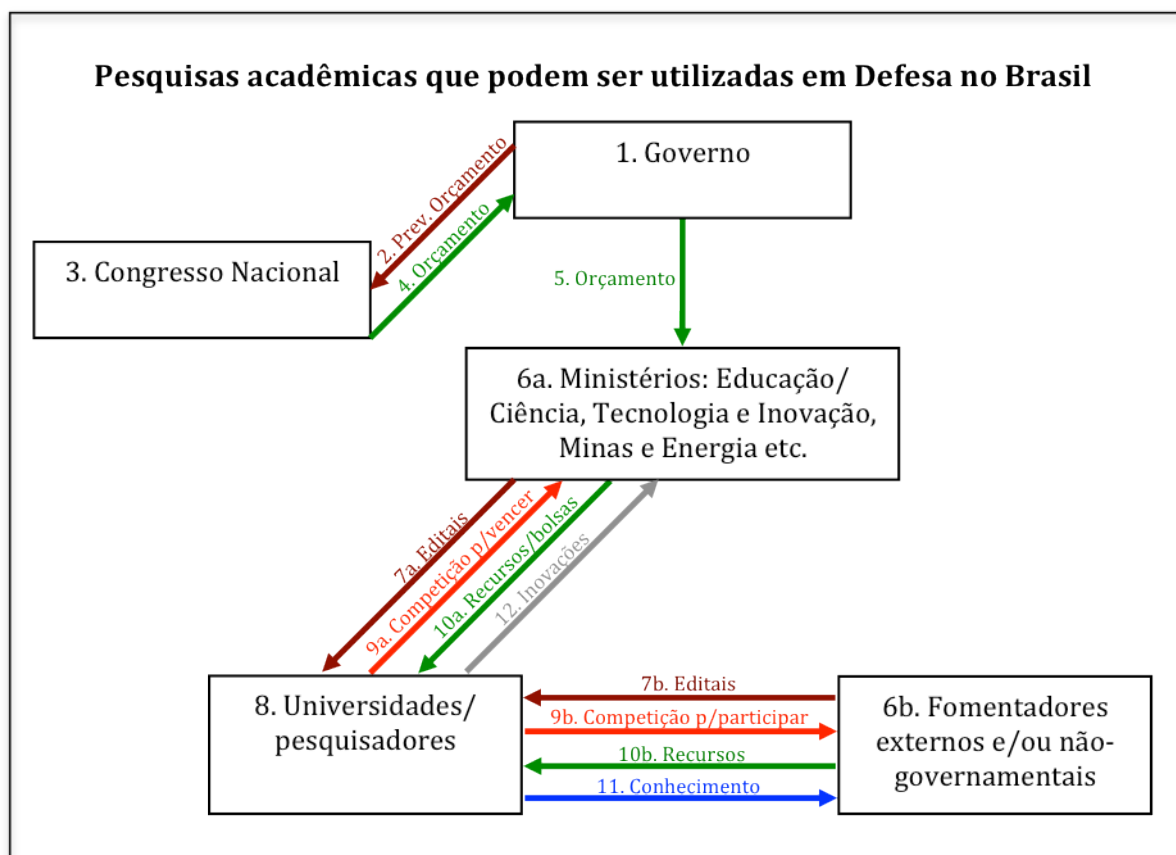 Pesquisas acadêmicas que podem ser utilizadas em Defesa no Brasil
1. Governo
2. Prev. Orçamento
4. Orçamento
3. Congresso Nacional
5. Orçamento
6a. Ministérios: Educação/
Ciência, Tecnologia e Inovação,
Minas e Energia etc.
7a. Editais
9a. Competição p/vencer
10a. Recursos/bolsas
12. Inovações
8. Universidades/
pesquisadores
7b. Editais
9b. Competição p/participar
10b. Recursos
11. Conhecimento
6b. Fomentadores
externos e/ou não-
governamentais